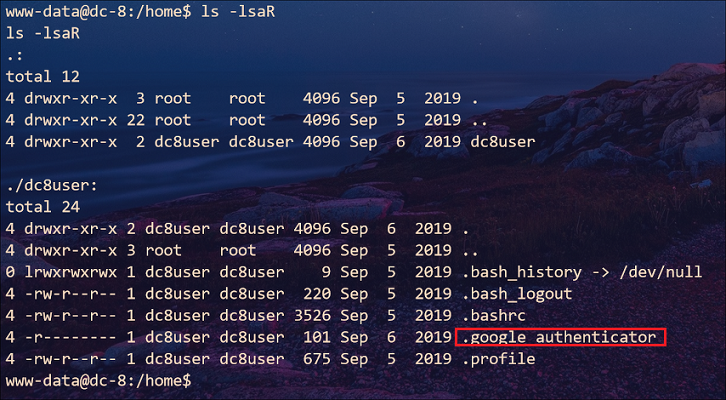 www-data@dc-8:/home$ ls -lsaR
ls -lsaR
.:
total 12
4 drwxr-xr-x  3 root    root    4096 Sep  5  2019 .
4 drwxr-xr-x 22 root    root    4096 Sep  5  2019 ..
4 drwxr-xr-x  2 dc8user dc8user 4096 Sep  6  2019 dc8user

./dc8user:
total 24
4 drwxr-xr-x 2 dc8user dc8user 4096 Sep  6  2019 .
4 drwxr-xr-x 3 root    root    4096 Sep  5  2019 ..
0 lrwxrwxrwx 1 dc8user dc8user    9 Sep  5  2019 .bash_history -> /dev/null
4 -rw-r--r-- 1 dc8user dc8user  220 Sep  5  2019 .bash_logout
4 -rw-r--r-- 1 dc8user dc8user 3526 Sep  5  2019 .bashrc
4 -r-------- 1 dc8user dc8user  101 Sep  6  2019 .google_authenticator
4 -rw-r--r-- 1 dc8user dc8user  675 Sep  5  2019 .profile
www-data@dc-8:/home$